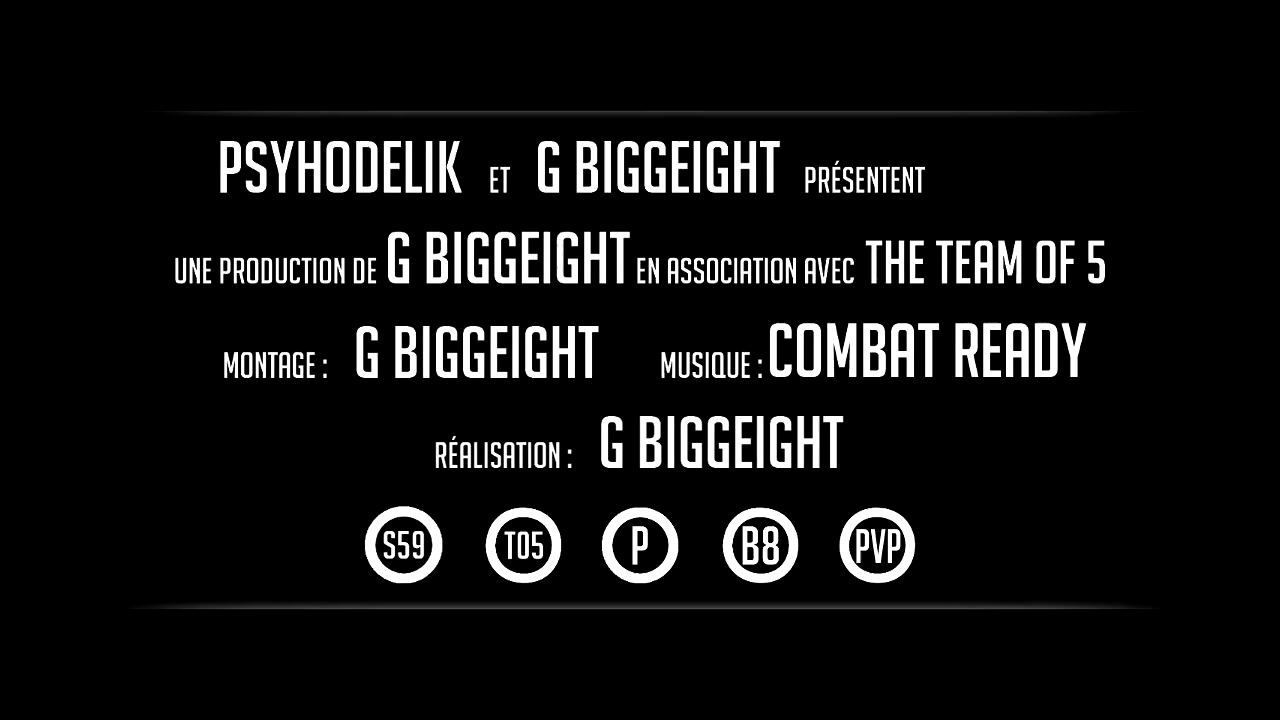 PSYHODELIK ET G BIGGEIGHT PRÉSENTENT
UNE PRODUCTION DE G BIGGEIGHT EN ASSOCIATION AVEC THE TEAM OF 5
MONTAGE : G BIGGEIGHT MUSIQUE : COMBAT READY
RÉALISATION : G BIGGEIGHT
S59 T05 P B8 PVP